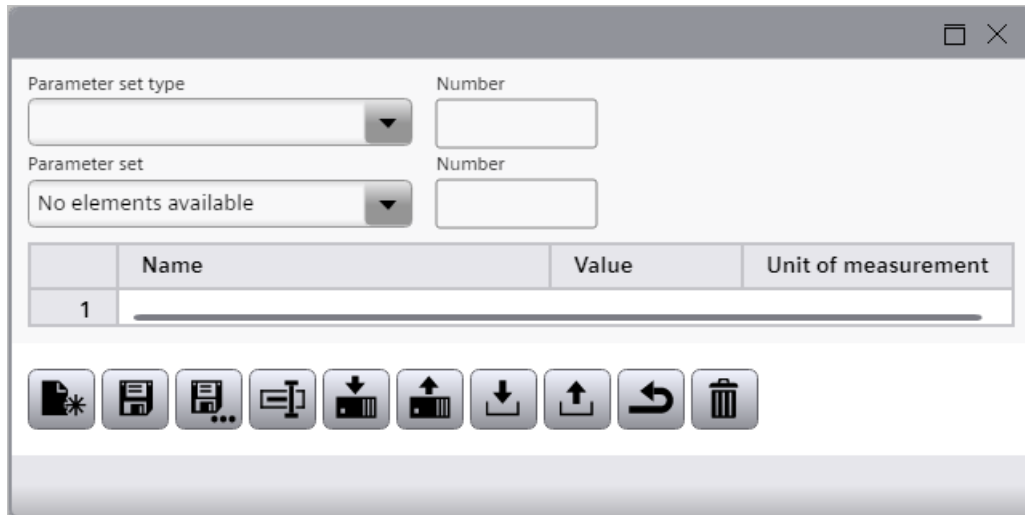 Parameter set type Number
Parameter set Number
No elements available
Name Value Unit of measurement
1